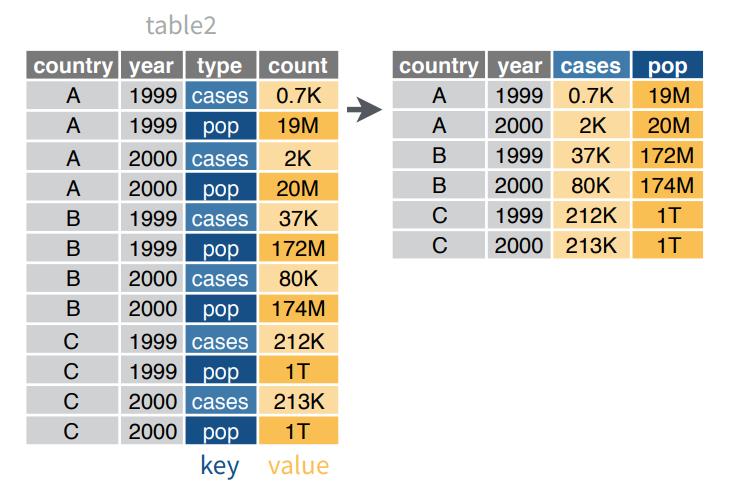 table2
country year type count
A 1999 cases 0.7K
A 1999 pop 19M
A 2000 cases 2K
A 2000 pop 20M
B 1999 cases 37K
B 1999 pop 172M
B 2000 cases 80K
B 2000 pop 174M
C 1999 cases 212K
C 1999 pop 1T
C 2000 cases 213K
C 2000 pop 1T
key value
country year cases pop
A 1999 0.7K 19M
A 2000 2K 20M
B 1999 37K 172M
B 2000 80K 174M
C 1999 212K 1T
C 2000 213K 1T